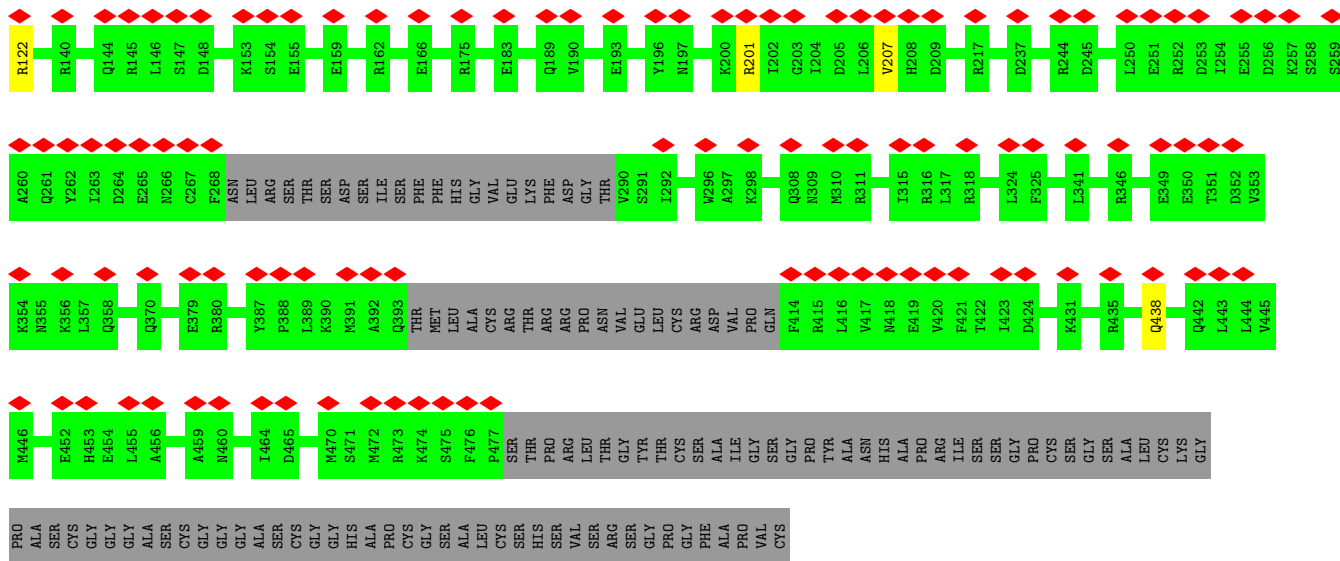 R122 R140 Q144 R145 L146 S147 D148 K153 S154 E155 E159 R162 E166 R175 E183 Q189 V190 E193 Y196 N197 K200 R201 I202 G203 I204 D205 L206 V207 H208 D209 R217 D237 R244 D245 L250 E251 R252 D253 I254 E255 D256 K257 S258 S259
A260 Q261 Y262 I263 D264 E265 N266 C267 F268 ASN LEU ARG SER THR SER ASP SER ILE SER PHE PHE HIS GLY VAL GLU LYS PHE ASP GLY THR V290 S291 I292 W296 A297 K298 Q308 N309 M310 R311 I315 R316 L317 R318 L324 F325 L341 R346 E349 E350 T351 D352 V353
K354 N355 K356 L357 Q358 Q370 E379 R380 Y387 P388 L389 K390 M391 A392 Q393 THR MET LEU ALA CYS ARG THR ARG ARG PRO ASN VAL GLU LEU CYS ARG ASP VAL PRO GLN F414 R415 L416 V417 N418 E419 V420 F421 T422 I423 D424 K431 R435 Q438 Q442 L443 L444 V445
M446 E452 H453 E454 L455 A456 A459 N460 I464 D465 M470 S471 M472 R473 K474 S475 F476 P477 SER THR PRO ARG LEU THR GLY TYR THR CYS SER ALA ILE GLY SER GLY PRO TYR ALA ASN HIS ALA PRO ARG ILE SER SER GLY PRO CYS SER GLY SER ALA LEU CYS LYS GLY
PRO ALA SER CYS GLY GLY GLY ALA SER CYS GLY GLY GLY ALA SER CYS GLY GLY HIS ALA PRO CYS GLY SER ALA LEU CYS SER HIS SER VAL SER ARG SER GLY PRO GLY PHE ALA PRO VAL CYS